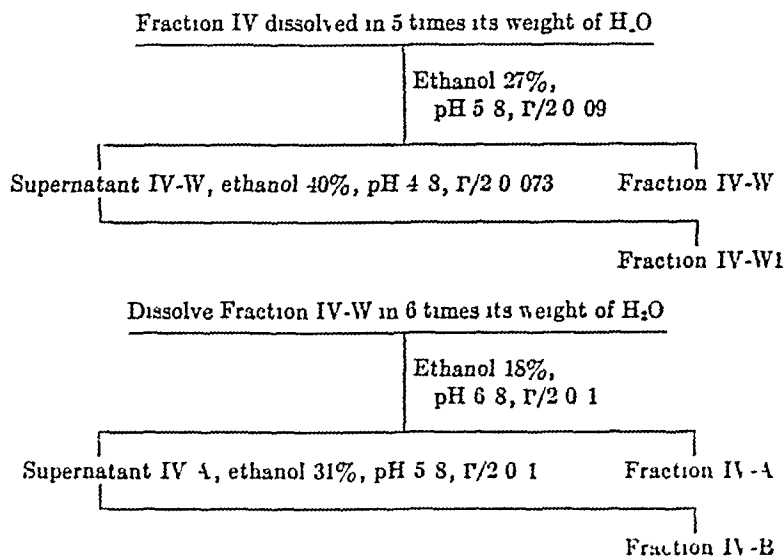 Fraction IV dissolved in 5 times its weight of H₂O
Ethanol 27%,
pH 5 8, Γ/2 0 09
Supernatant IV-W, ethanol 40%, pH 4 8, Γ/2 0 073 Fraction IV-W
Fraction IV-W1
Dissolve Fraction IV-W in 6 times its weight of H₂O
Ethanol 18%,
pH 6 8, Γ/2 0 1
Supernatant IV A, ethanol 31%, pH 5 8, Γ/2 0 1 Fraction IV-A
Fraction IV-B